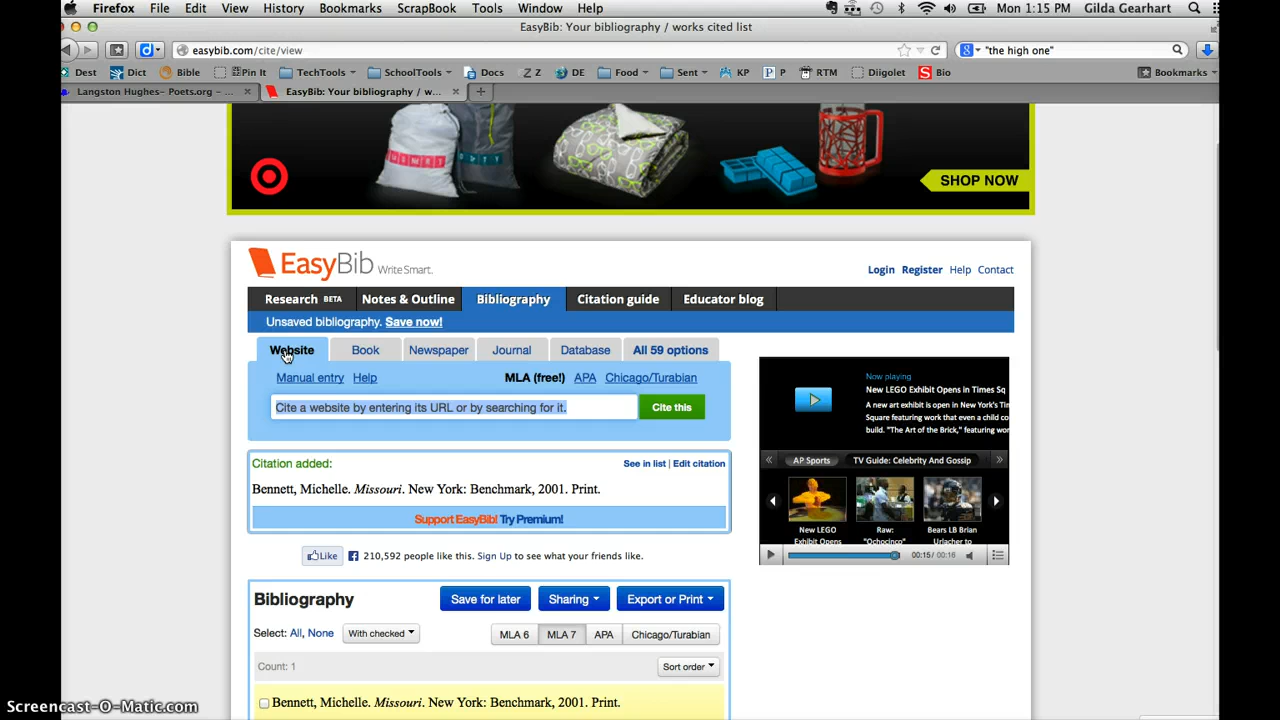 Firefox File Edit View History Bookmarks ScrapBook Tools Window Help Mon 1:15 PM Gilda Gearhart
EasyBib: Your bibliography / works cited list
easybib.com/cite/view "the high one"
Dest Dict Bible Pin It TechTools SchoolTools Docs Z Z DE Food Sent KP P P RTM Diigolet S Bio Bookmarks
Langston Hughes- Poets.org – ... EasyBib: Your bibliography / w...
SHOP NOW
EasyBib Write Smart.
Login Register Help Contact
Research BETA Notes & Outline Bibliography Citation guide Educator blog
Unsaved bibliography. Save now!
Website Book Newspaper Journal Database All 59 options
Manual entry Help MLA (free!) APA Chicago/Turabian
Cite a website by entering its URL or by searching for it. Cite this
Now playing
New LEGO Exhibit Opens in Times Sq
A new art exhibit is open in New York's Tin
Square featuring work that even a child co
build. "The Art of the Brick," featuring wor
AP Sports TV Guide: Celebrity And Gossip
Citation added: See in list | Edit citation
Bennett, Michelle. Missouri. New York: Benchmark, 2001. Print.
Support EasyBib! Try Premium!
New LEGO Exhibit Opens
Raw: "Ochocinco"
Bears LB Brian Urlacher to
00:15 / 00:16
Like 210,592 people like this. Sign Up to see what your friends like.
Bibliography Save for later Sharing Export or Print
Select: All, None With checked MLA 6 MLA 7 APA Chicago/Turabian
Count: 1 Sort order
Bennett, Michelle. Missouri. New York: Benchmark, 2001. Print.
Screencast-O-Matic.com